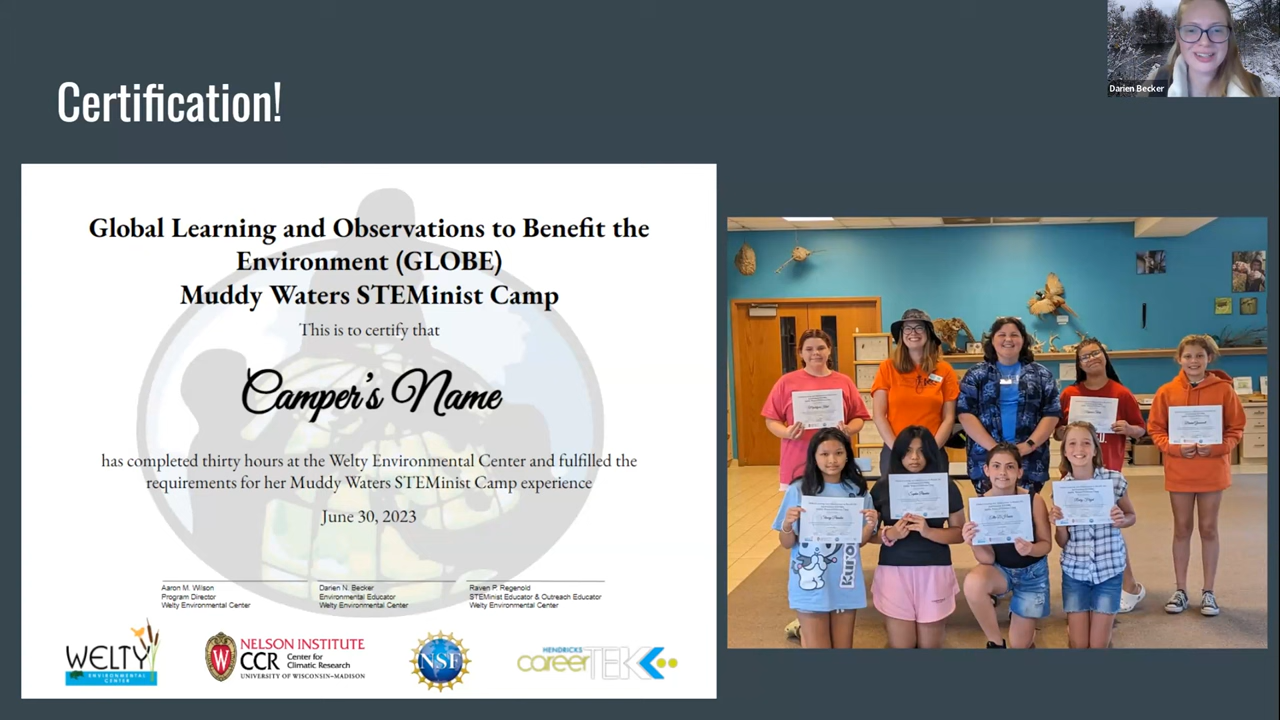 Darien Becker
Certification!
Global Learning and Observations to Benefit the
Environment (GLOBE)
Muddy Waters STEMinist Camp
This is to certify that
Camper's Name
has completed thirty hours at the Welty Environmental Center and fulfilled the
requirements for her Muddy Waters STEMinist Camp experience
June 30, 2023
Aaron M. Wilson
Program Director
Welty Environmental Center
Darien N. Becker
Environmental Educator
Welty Environmental Center
Raven P. Regenold
STEMinist Educator & Outreach Educator
Welty Environmental Center
WELTY
ENVIRONMENTAL
CENTER
W
NELSON INSTITUTE
CCR
Center for
Climatic Research
UNIVERSITY OF WISCONSIN-MADISON
NSF
HENDRICKS
careerTEK